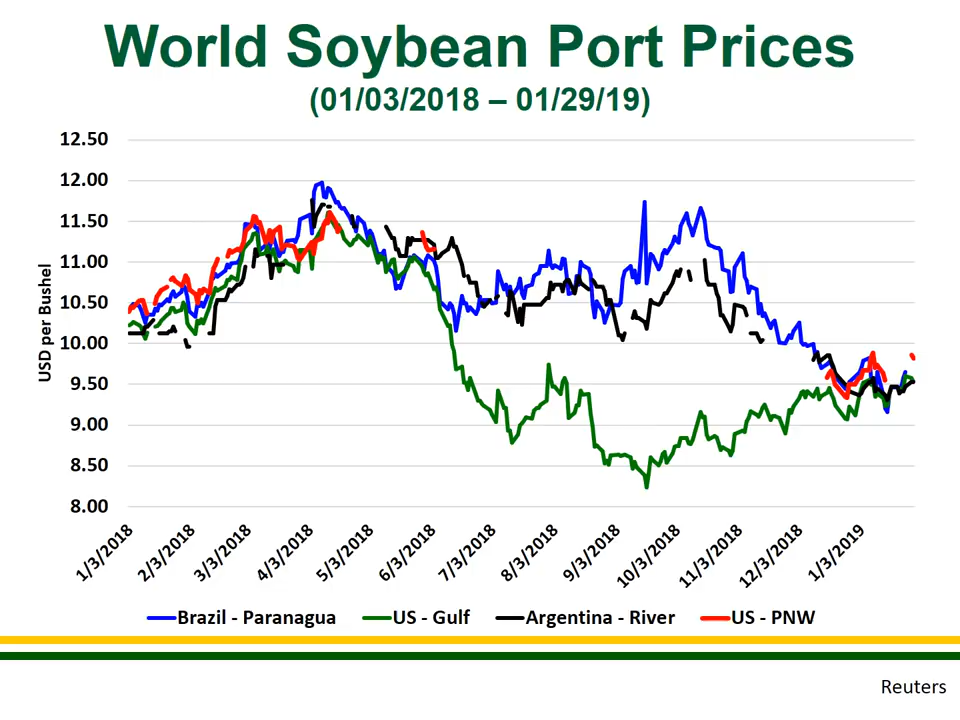 World Soybean Port Prices
(01/03/2018 – 01/29/19)
USD per Bushel
12.50
12.00
11.50
11.00
10.50
10.00
9.50
9.00
8.50
8.00
1/3/2018
2/3/2018
3/3/2018
4/3/2018
5/3/2018
6/3/2018
7/3/2018
8/3/2018
9/3/2018
10/3/2018
11/3/2018
12/3/2018
1/3/2019
Brazil - Paranagua
US - Gulf
Argentina - River
US - PNW
Reuters